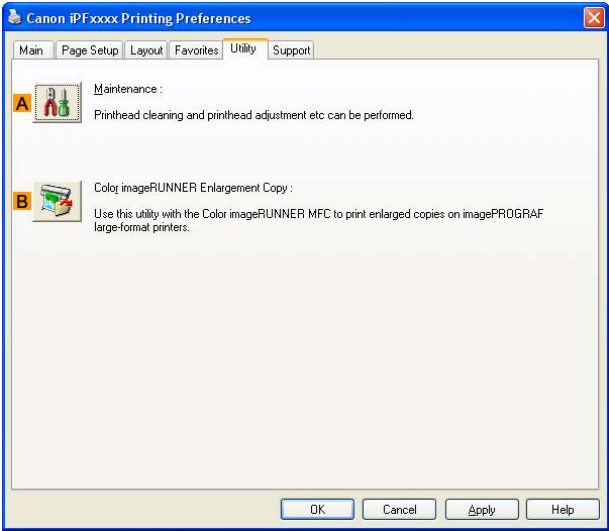 Canon iPFxxxx Printing Preferences
Main Page Setup Layout Favorites Utility Support
A
Maintenance :
Printhead cleaning and printhead adjustment etc can be performed.
B
Color imageRUNNER Enlargement Copy :
Use this utility with the Color imageRUNNER MFC to print enlarged copies on imagePROGRAF
large-format printers.
OK Cancel Apply Help